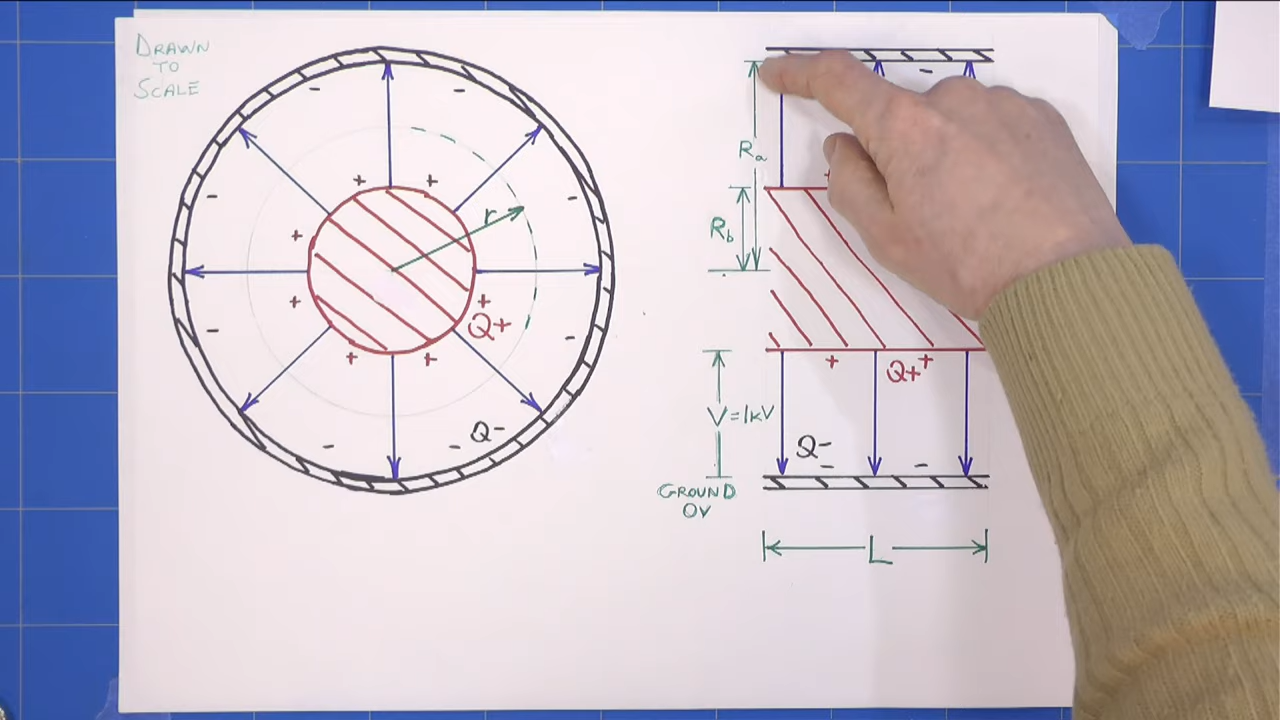 DRAWN
TO
SCALE
r
Q+
Q-
Ra
Rb
Q++
V=1kV
Q-
GROUND
0V
L